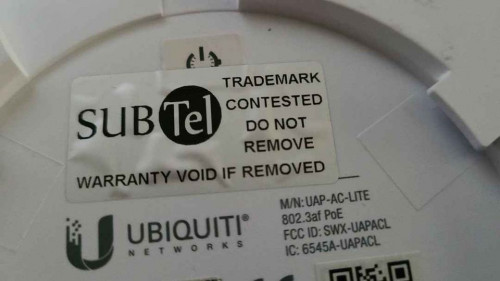 SUBTel
TRADEMARK
CONTESTED
DO NOT
REMOVE
WARRANTY VOID IF REMOVED
UBIQUITI®
NETWORKS
M/N: UAP-AC-LITE
802.3af PoE
FCC ID: SWX-UAPACL
IC: 6545A-UAPACL